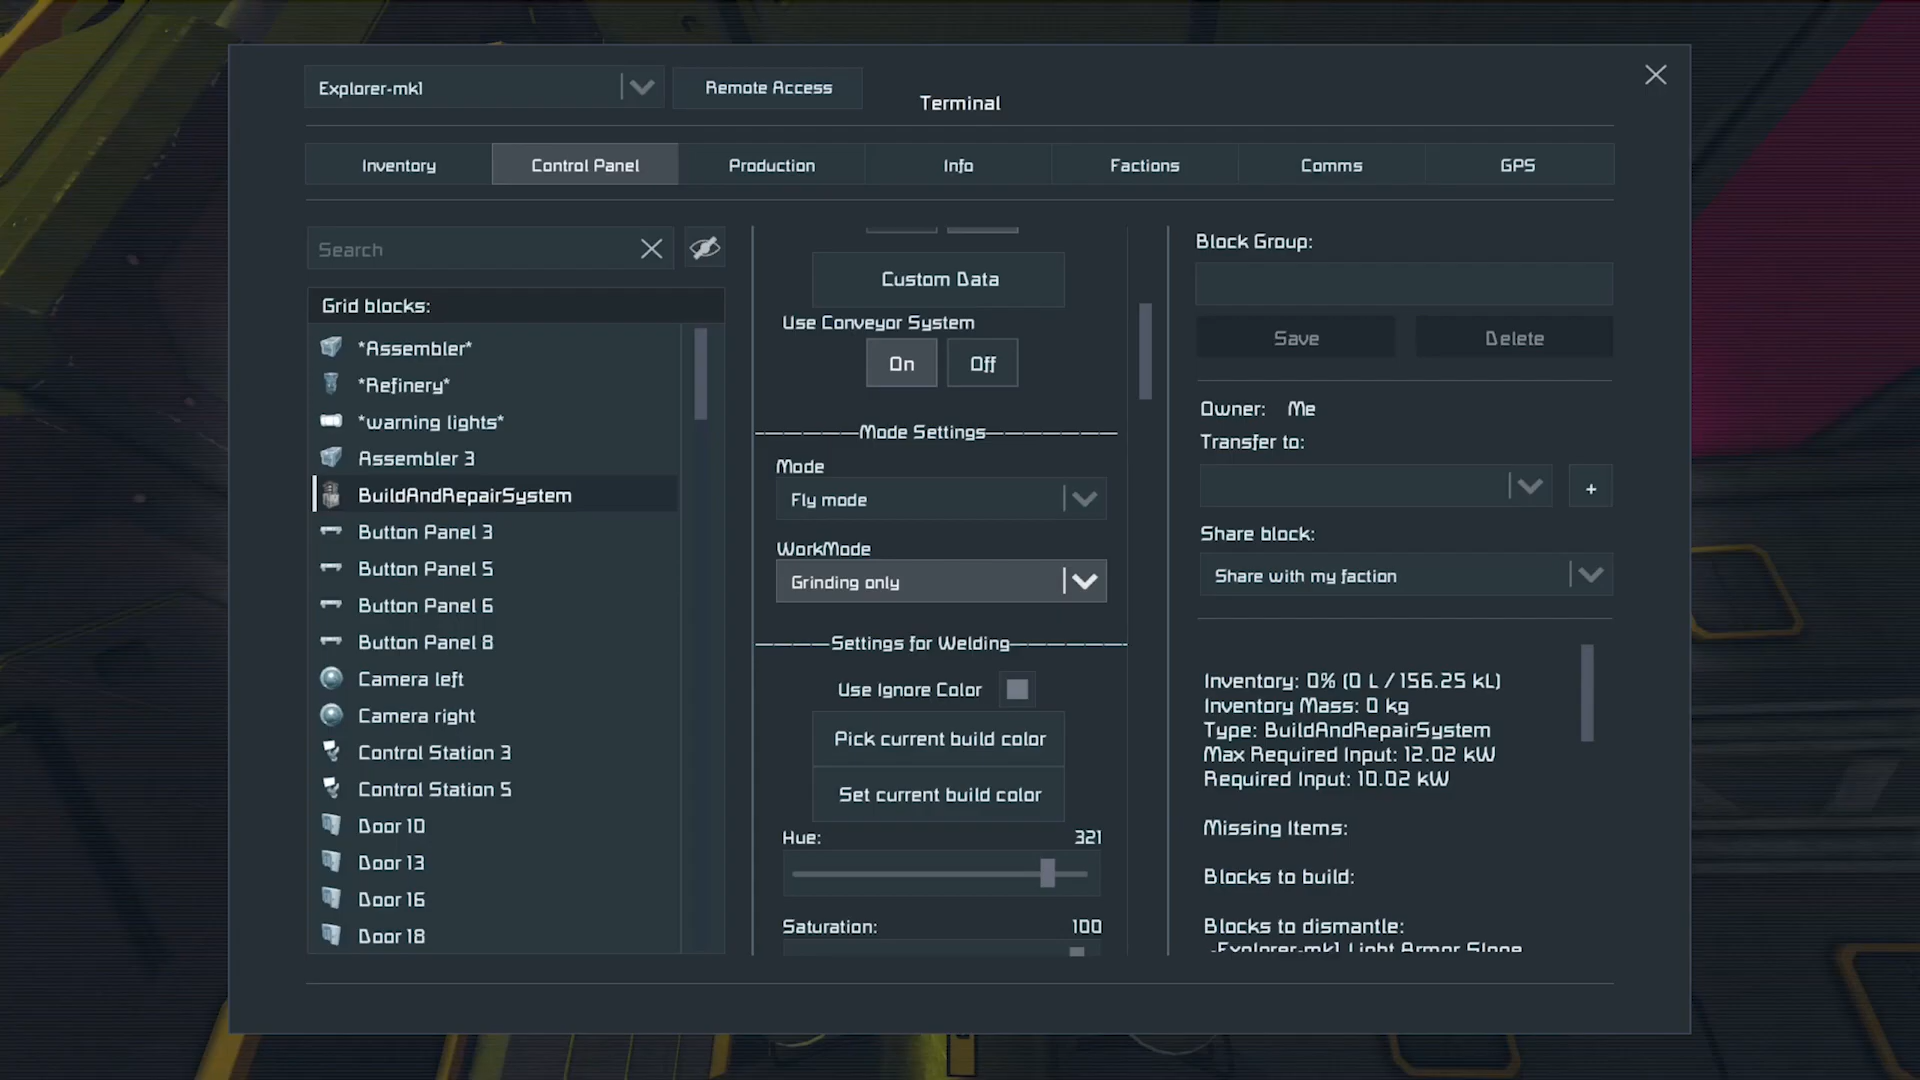 Explorer-mk1
Remote Access
Terminal
Inventory
Control Panel
Production
Info
Factions
Comms
GPS
Search
Grid blocks:
*Assembler*
*Refinery*
*warning lights*
Assembler 3
BuildAndRepairSystem
Button Panel 3
Button Panel 5
Button Panel 6
Button Panel 8
Camera left
Camera right
Control Station 3
Control Station 5
Door 10
Door 13
Door 16
Door 18
Custom Data
Use Conveyor System
On
Off
Mode Settings
Mode
Fly mode
WorkMode
Grinding only
Settings for Welding
Use Ignore Color
Pick current build color
Set current build color
Hue: 321
Saturation: 100
Block Group:
Save
Delete
Owner: Me
Transfer to:
+
Share block:
Share with my faction
Inventory: 0% (0 L / 156.25 kL)
Inventory Mass: 0 kg
Type: BuildAndRepairSystem
Max Required Input: 12.02 kW
Required Input: 10.02 kW
Missing Items:
Blocks to build:
Blocks to dismantle:
-Explorer-mk1.Light Armor Slope